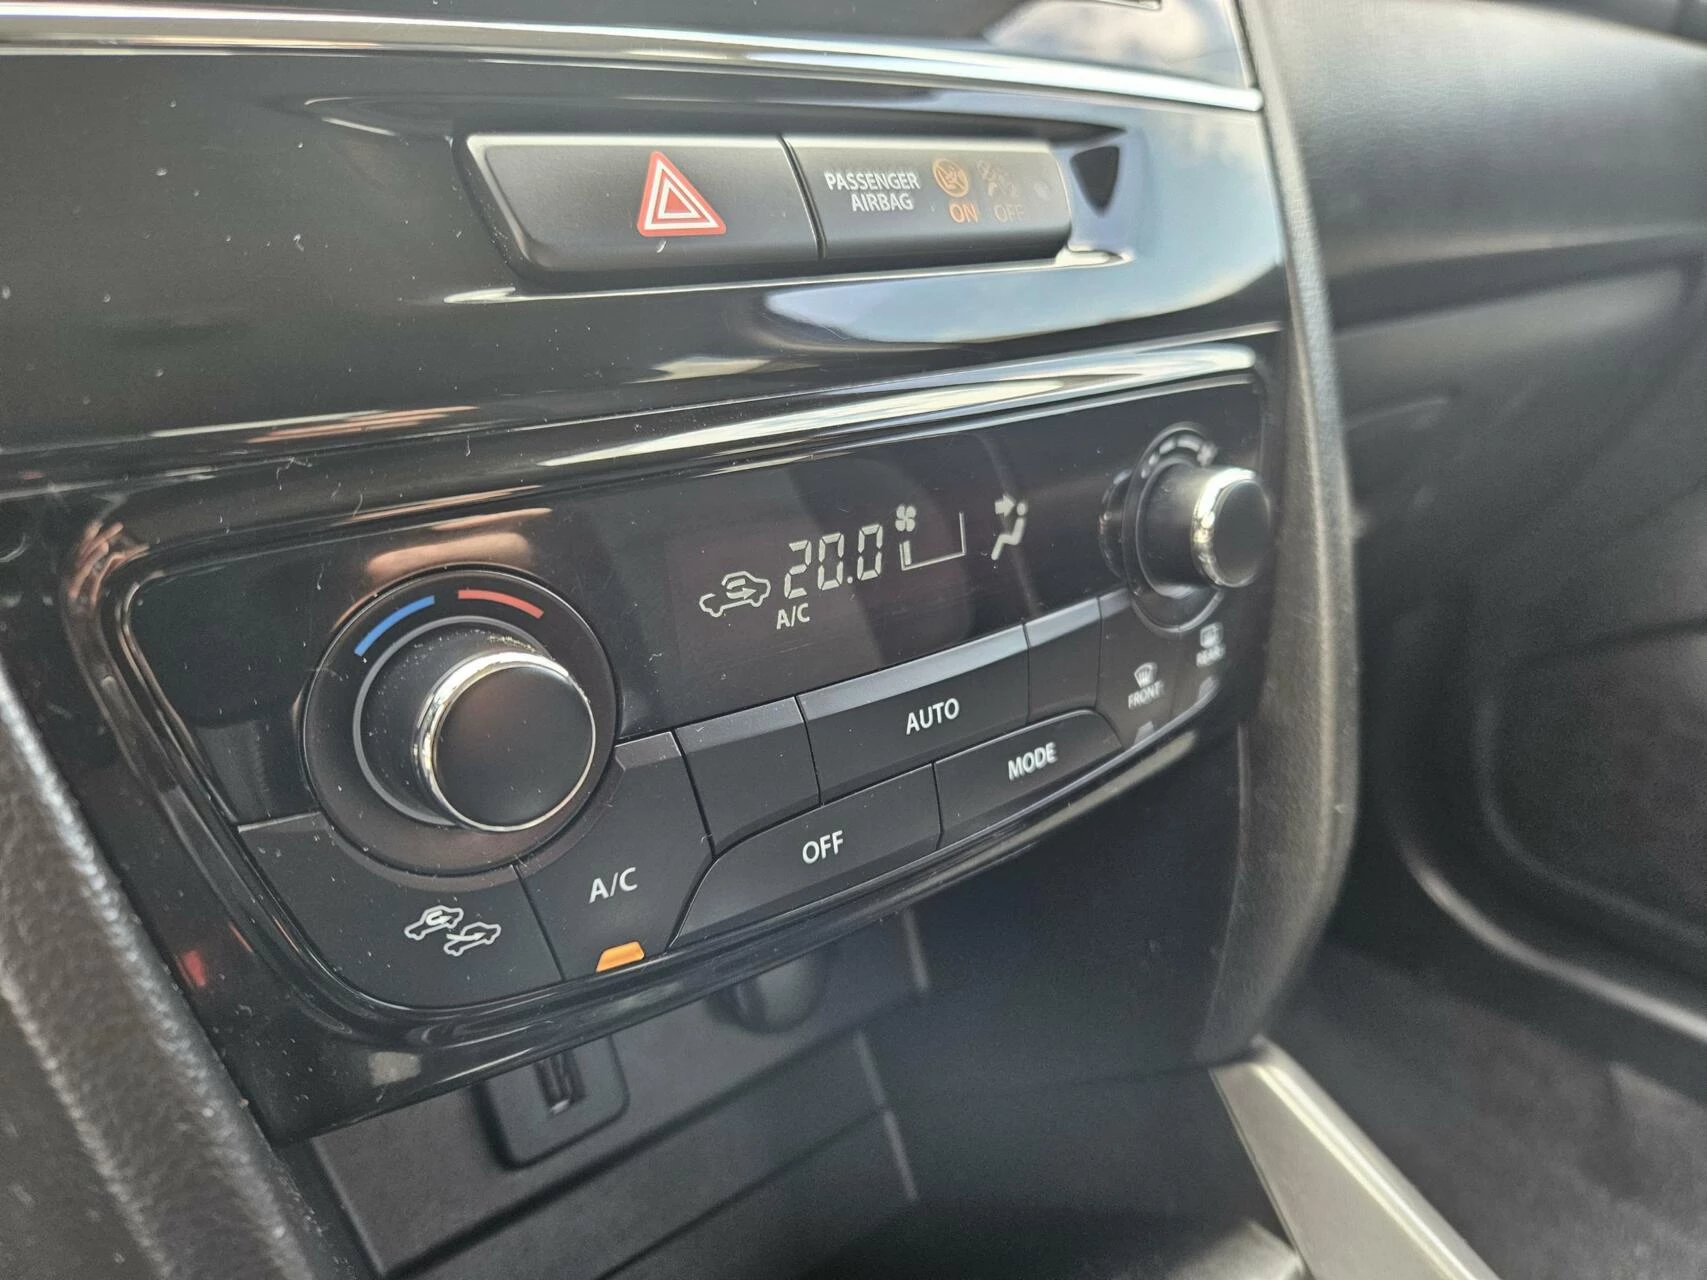 PASSENGER
AIRBAG
ON
OFF
20.0
A/C
AUTO
MODE
OFF
A/C
FRONT
REAR